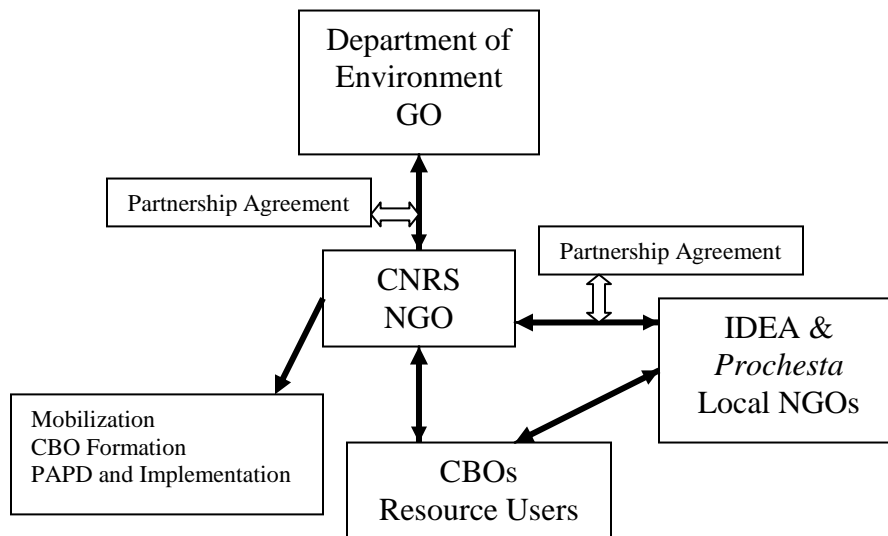 Department of
Environment
GO
Partnership Agreement
Partnership Agreement
CNRS
NGO
IDEA &
Prochesta
Local NGOs
Mobilization
CBO Formation
PAPD and Implementation
CBOs
Resource Users